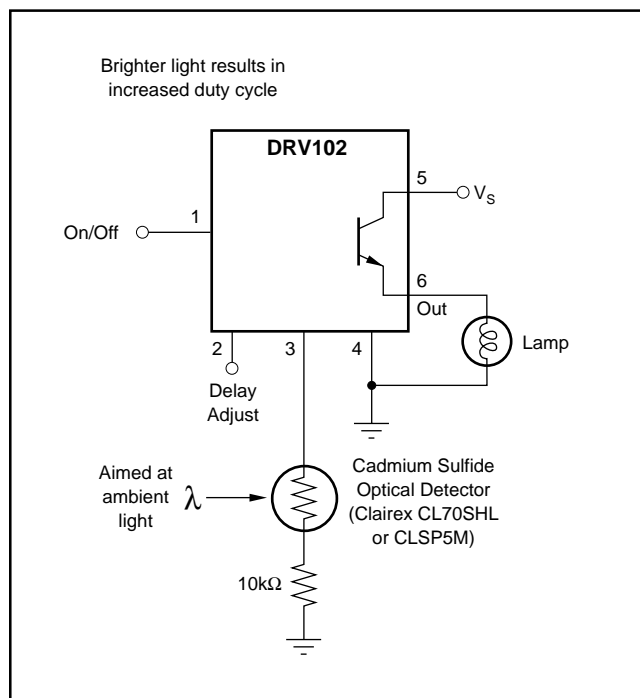 Brighter light results in
increased duty cycle
DRV102
5
V_S
On/Off
1
6
Out
Lamp
2
3
4
Delay
Adjust
Aimed at
ambient
light
λ
Cadmium Sulfide
Optical Detector
(Clairex CL70SHL
or CLSP5M)
10kΩ